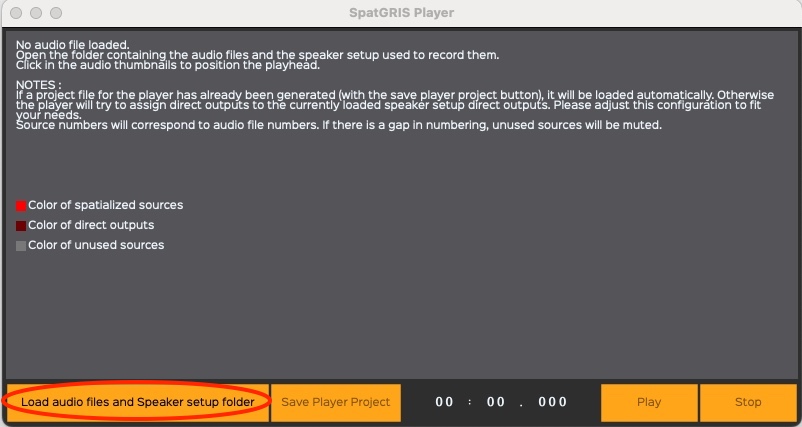 SpatGRIS Player
No audio file loaded.
Open the folder containing the audio files and the speaker setup used to record them.
Click in the audio thumbnails to position the playhead.
NOTES :
If a project file for the player has already been generated (with the save player project button), it will be loaded automatically. Otherwise
the player will try to assign direct outputs to the currently loaded speaker setup direct outputs. Please adjust this configuration to fit
your needs.
Source numbers will correspond to audio file numbers. If there is a gap in numbering, unused sources will be muted.
Color of spatialized sources
Color of direct outputs
Color of unused sources
Load audio files and Speaker setup folder
Save Player Project
00 : 00 . 000
Play
Stop